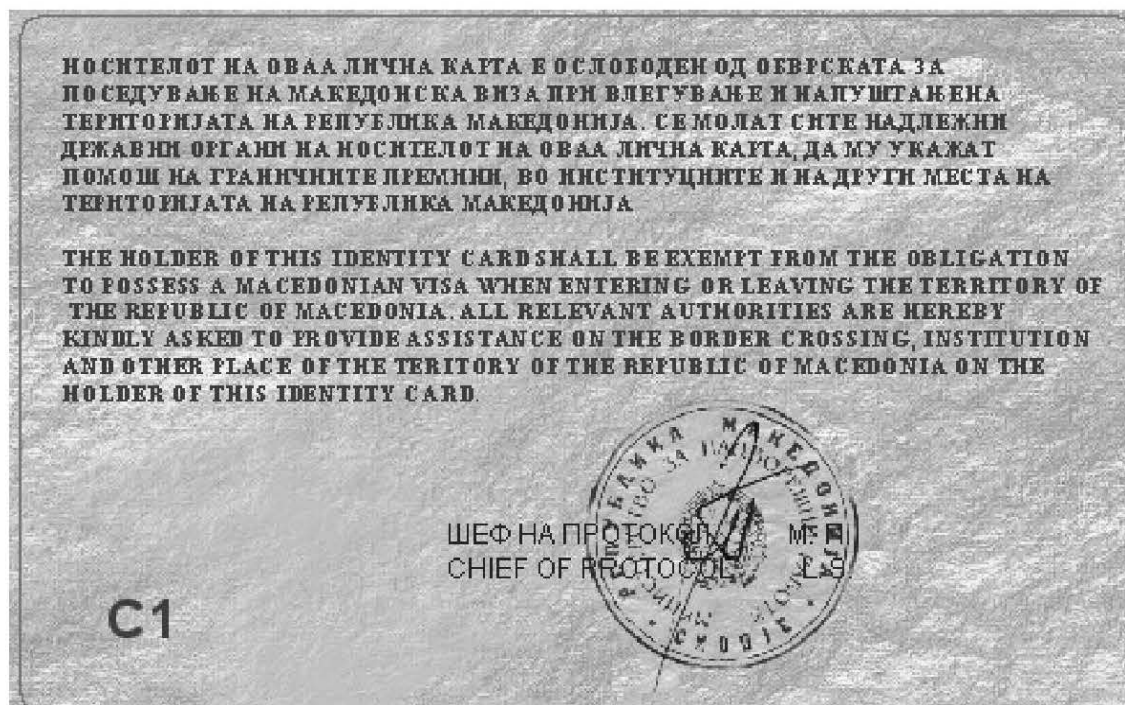 НОСИТЕЛОТ НА ОВАА ЛИЧНА КАРТА Е ОСЛОБОДЕН ОД ОБВРСКАТА ЗА
ПОСЕДУВАЊЕ НА МАКЕДОНСКА ВИЗА ПРИ ВЛЕГУВАЊЕ И НАПУШТАЊЕ НА
ТЕРИТОРИЈАТА НА РЕПУБЛИКА МАКЕДОНИЈА. СЕ МОЛАТ СИТЕ НАДЛЕЖНИ
ДРЖАВНИ ОРГАНИ НА НОСИТЕЛОТ НА ОВАА ЛИЧНА КАРТА, ДА МУ УКАЖАТ
ПОМОШ НА ГРАНИЧНИТЕ ПРЕМИНИ, ВО ИНСТИТУЦИИТЕ И НА ДРУГИ МЕСТА НА
ТЕРИТОРИЈАТА НА РЕПУБЛИКА МАКЕДОНИЈА
THE HOLDER OF THIS IDENTITY CARD SHALL BE EXEMPT FROM THE OBLIGATION
TO POSSESS A MACEDONIAN VISA WHEN ENTERING OR LEAVING THE TERRITORY OF
THE REPUBLIC OF MACEDONIA. ALL RELEVANT AUTHORITIES ARE HEREBY
KINDLY ASKED TO PROVIDE ASSISTANCE ON THE BORDER CROSSING, INSTITUTION
AND OTHER PLACE OF THE TERITORY OF THE REPUBLIC OF MACEDONIA ON THE
HOLDER OF THIS IDENTITY CARD.
РЕПУБЛИКА МАКЕДОНИЈА
СКОПЈЕ
ШЕФ НА ПРОТОКОЛ
CHIEF OF PROTOCOL L.S
C1